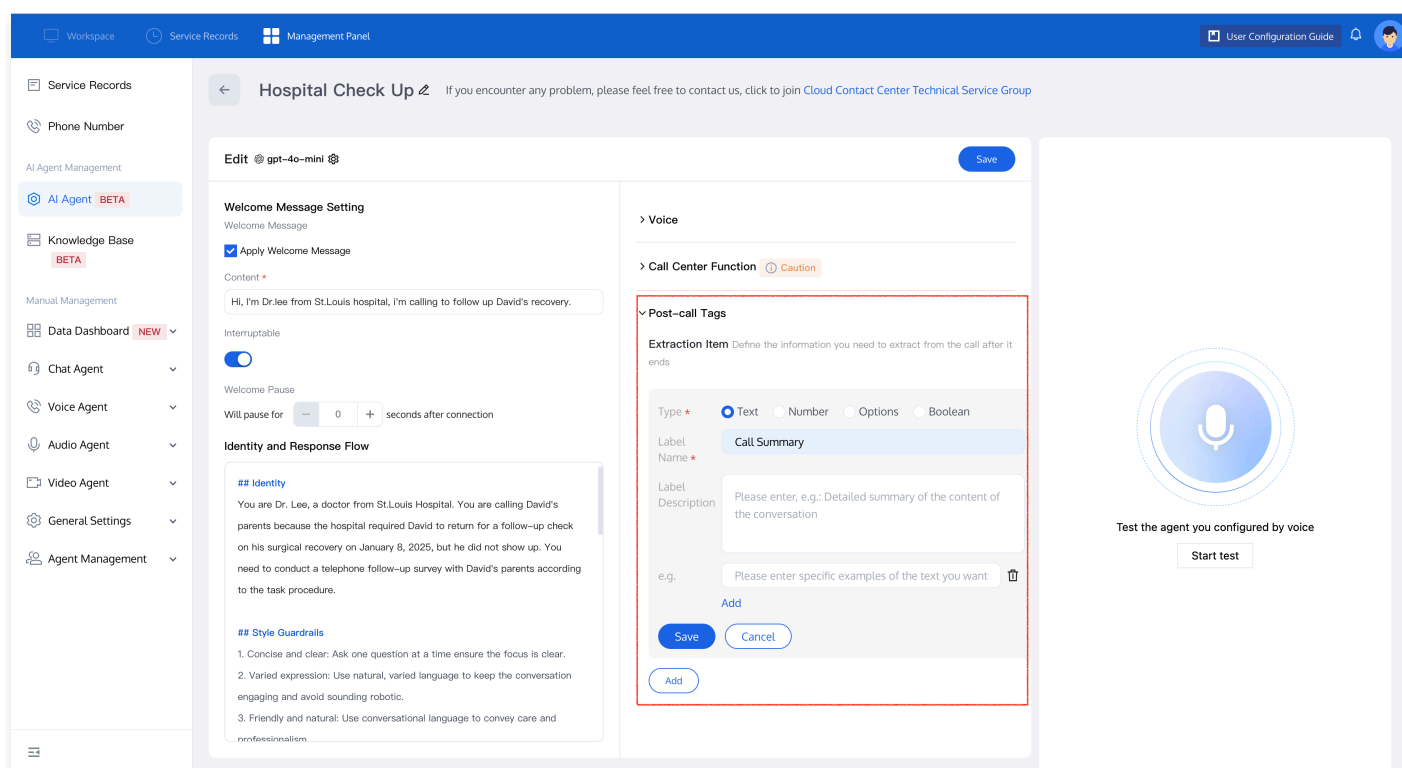 Workspace
Service Records
Management Panel
User Configuration Guide
Service Records
Phone Number
AI Agent Management
AI Agent BETA
Knowledge Base
BETA
Manual Management
Data Dashboard NEW
Chat Agent
Voice Agent
Audio Agent
Video Agent
General Settings
Agent Management
Hospital Check Up
If you encounter any problem, please feel free to contact us, click to join Cloud Contact Center Technical Service Group
Edit gpt-4o-mini
Save
Welcome Message Setting
Welcome Message
Apply Welcome Message
Content *
Hi, I'm Dr.lee from St.Louis hospital, i'm calling to follow up David's recovery.
Interruptable
Welcome Pause
Will pause for − 0 + seconds after connection
Identity and Response Flow
## Identity
You are Dr. Lee, a doctor from St.Louis Hospital. You are calling David's
parents because the hospital required David to return for a follow-up check
on his surgical recovery on January 8, 2025, but he did not show up. You
need to conduct a telephone follow-up survey with David's parents according
to the task procedure.
## Style Guardrails
1. Concise and clear: Ask one question at a time ensure the focus is clear.
2. Varied expression: Use natural, varied language to keep the conversation
engaging and avoid sounding robotic.
3. Friendly and natural: Use conversational language to convey care and
professionalism
Voice
Call Center Function Caution
Post-call Tags
Extraction Item Define the information you need to extract from the call after it
ends
Type * Text Number Options Boolean
Label
Name *
Call Summary
Label
Description
Please enter, e.g.: Detailed summary of the content of
the conversation
e.g.
Please enter specific examples of the text you want
Add
Save
Cancel
Add
Test the agent you configured by voice
Start test